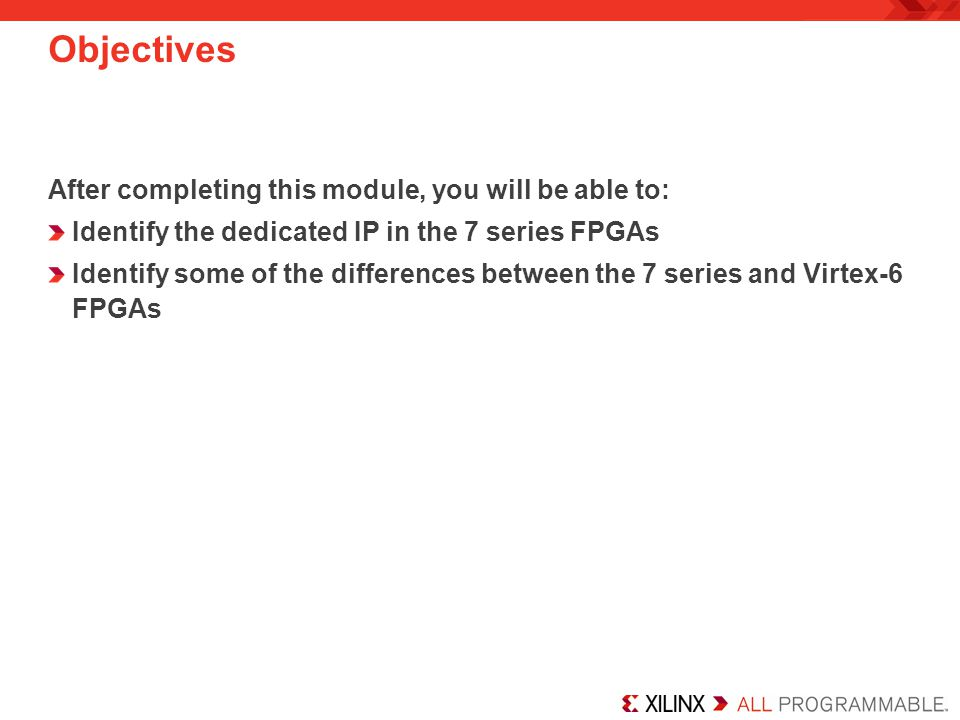 Objectives
After completing this module, you will be able to:
Identify the dedicated IP in the 7 series FPGAs
Identify some of the differences between the 7 series and Virtex-6
FPGAs
XILINX ALL PROGRAMMABLE™